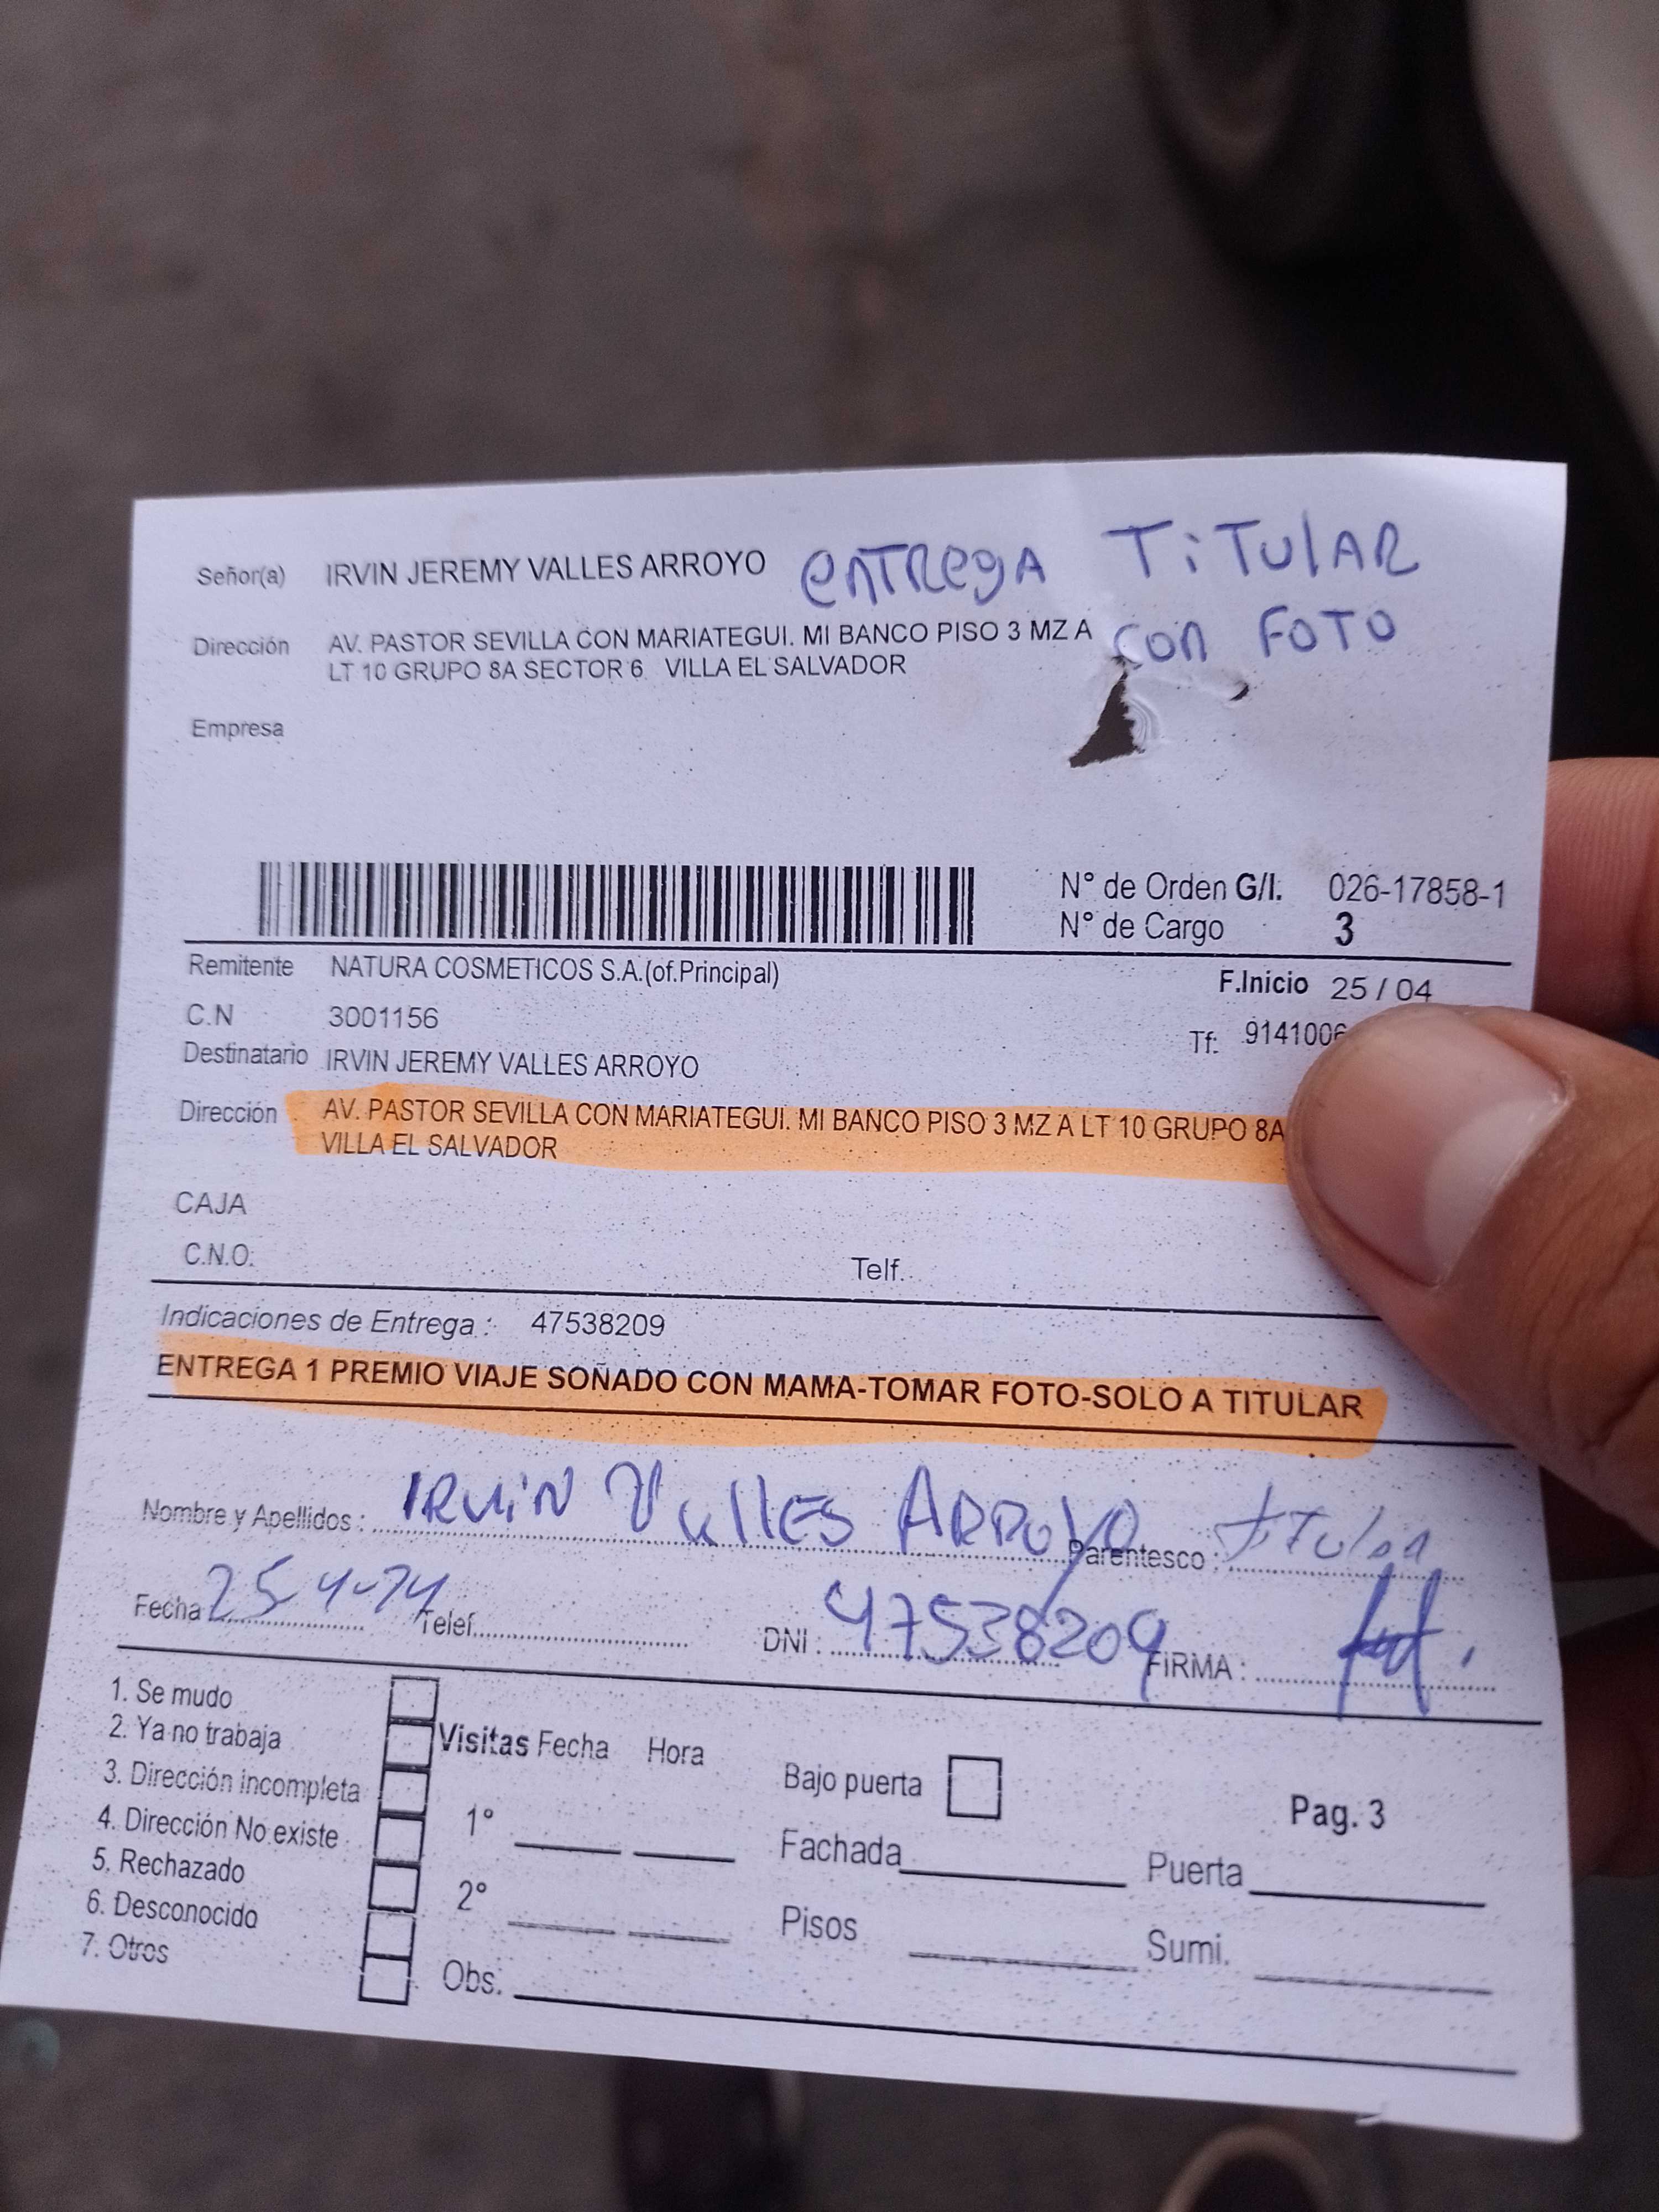 Señor(a) IRVIN JEREMY VALLES ARROYO entrega Titular
Dirección AV. PASTOR SEVILLA CON MARIATEGUI. MI BANCO PISO 3 MZ A con Foto
LT 10 GRUPO 8A SECTOR 6 VILLA EL SALVADOR
Empresa
N° de Orden G/I. 026-17858-1
N° de Cargo 3
Remitente NATURA COSMETICOS S.A.(of.Principal) F.Inicio 25 / 04
C.N 3001156 Tf: 9141006
Destinatario IRVIN JEREMY VALLES ARROYO
Dirección AV. PASTOR SEVILLA CON MARIATEGUI. MI BANCO PISO 3 MZ A LT 10 GRUPO 8A
VILLA EL SALVADOR
CAJA
C.N.O. Telf.
Indicaciones de Entrega : 47538209
ENTREGA 1 PREMIO VIAJE SOÑADO CON MAMA-TOMAR FOTO-SOLO A TITULAR
Nombre y Apellidos : Irvin Valles Arroyo Parentesco : titular
Fecha 25 4- Telef. DNI : 47538209 FIRMA :
1. Se mudo
2. Ya no trabaja Visitas Fecha Hora Bajo puerta
3. Dirección incompleta Pag. 3
4. Dirección No existe 1° Fachada Puerta
5. Rechazado
6. Desconocido 2° Pisos Sumi.
7. Otros Obs.